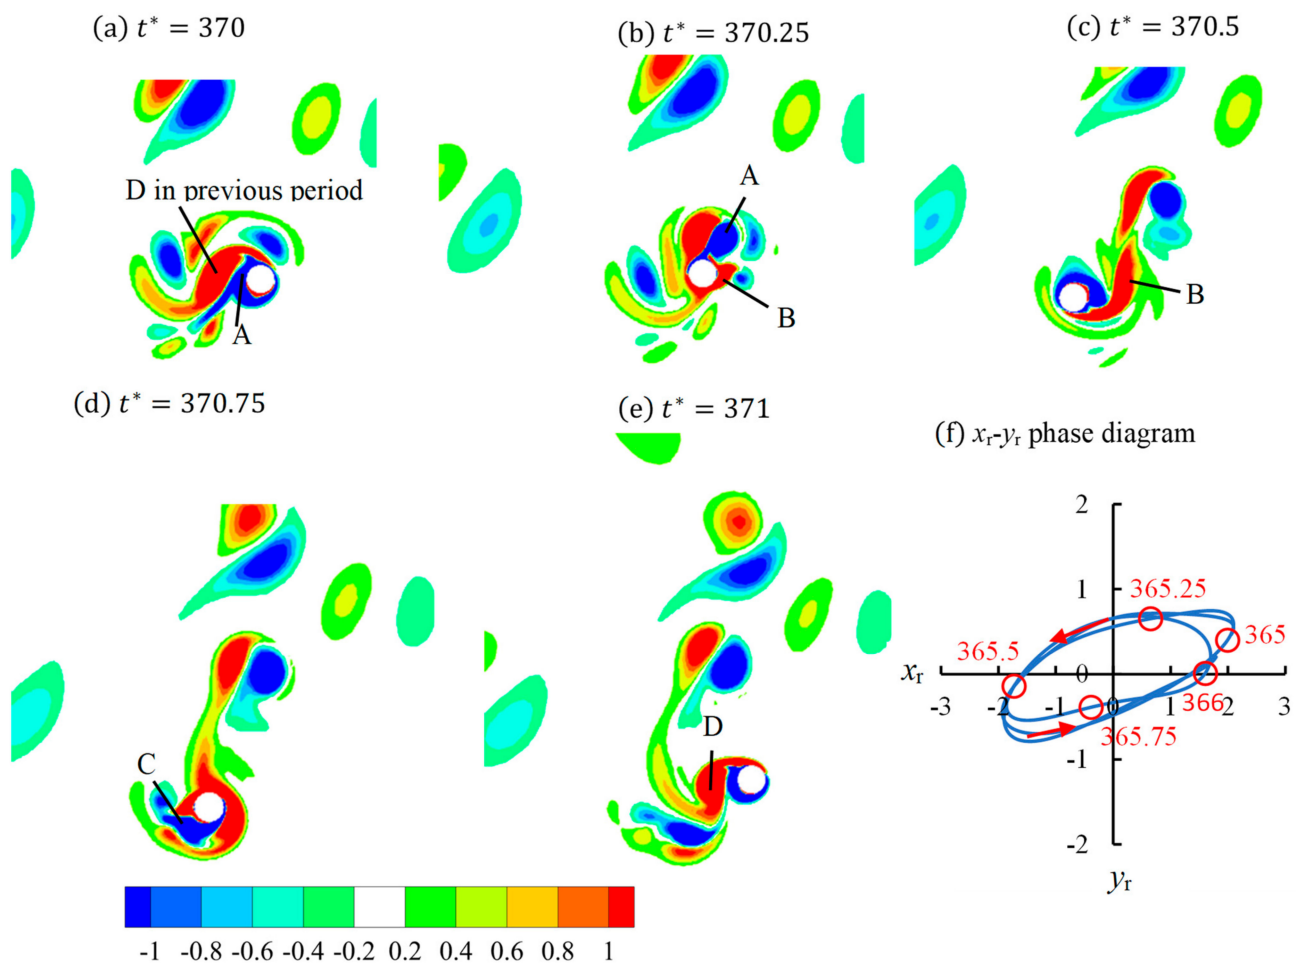 (a) t* = 370
(b) t* = 370.25
(c) t* = 370.5
D in previous period
A
A
B
B
(d) t* = 370.75
(e) t* = 371
(f) xr-yr phase diagram
C
D
2
1
0
-1
-2
365.25
365
365.5
366
365.75
xr
-3 -2 -1 0 1 2 3
yr
-1 -0.8 -0.6 -0.4 -0.2 0.2 0.4 0.6 0.8 1